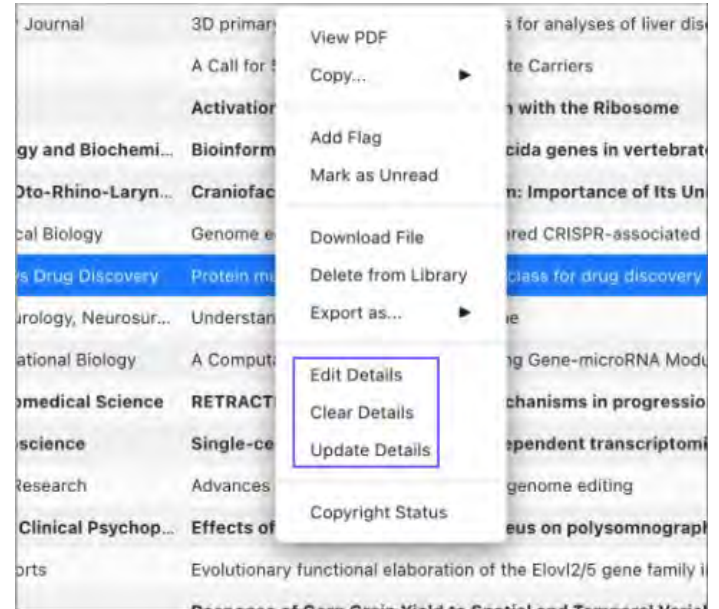 Journal 3D primary View PDF s for analyses of liver dis
A Call for Copy... te Carriers
Activation with the Ribosome
gy and Biochemi... Bioinform Add Flag cida genes in vertebrat
Oto-Rhino-Laryn... Craniofac Mark as Unread m: Importance of Its Uni
cal Biology Genome e Download File red CRISPR-associated
s Drug Discovery Protein mu Delete from Library class for drug discovery
urology, Neurosur... Understan Export as... e
ational Biology A Computa ng Gene-microRNA Modu
Edit Details
omedical Science RETRACT Clear Details chanisms in progressio
science Single-ce Update Details pendent transcriptomi
Research Advances genome editing
Clinical Psychop... Effects of Copyright Status eus on polysomnograph
orts Evolutionary functional elaboration of the Elovl2/5 gene family i